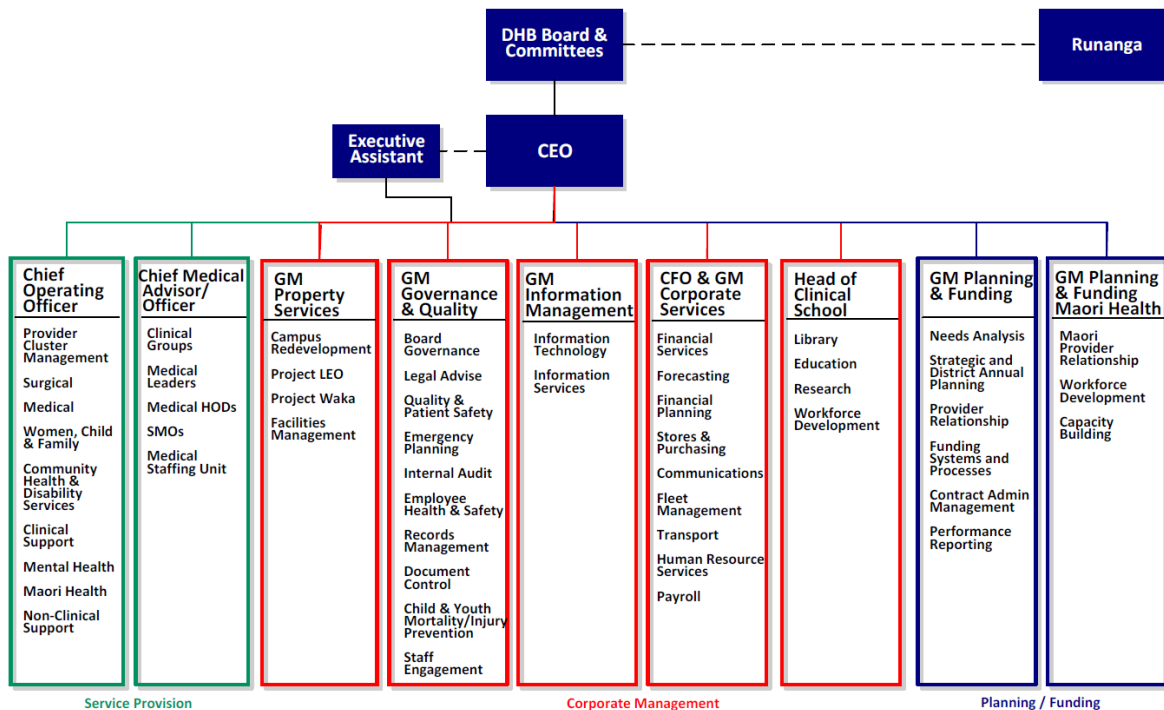 DHB Board &
Committees
Runanga
Executive
Assistant
CEO
Chief
Operating
Officer
Provider
Cluster
Management
Surgical
Medical
Women, Child
& Family
Community
Health &
Disability
Services
Clinical
Support
Mental Health
Maori Health
Non-Clinical
Support
Chief Medical
Advisor/
Officer
Clinical
Groups
Medical
Leaders
Medical HODs
SMOs
Medical
Staffing Unit
GM
Property
Services
Campus
Redevelopment
Project LEO
Project Waka
Facilities
Management
GM
Governance
& Quality
Board
Governance
Legal Advise
Quality &
Patient Safety
Emergency
Planning
Internal Audit
Employee
Health & Safety
Records
Management
Document
Control
Child & Youth
Mortality/Injury
Prevention
Staff
Engagement
GM
Information
Management
Information
Technology
Information
Services
CFO & GM
Corporate
Services
Financial
Services
Forecasting
Financial
Planning
Stores &
Purchasing
Communications
Fleet
Management
Transport
Human Resource
Services
Payroll
Head of
Clinical
School
Library
Education
Research
Workforce
Development
GM Planning
& Funding
Needs Analysis
Strategic and
District Annual
Planning
Provider
Relationship
Funding
Systems and
Processes
Contract Admin
Management
Performance
Reporting
GM Planning
& Funding
Maori Health
Maori
Provider
Relationship
Workforce
Development
Capacity
Building
Service Provision
Corporate Management
Planning / Funding